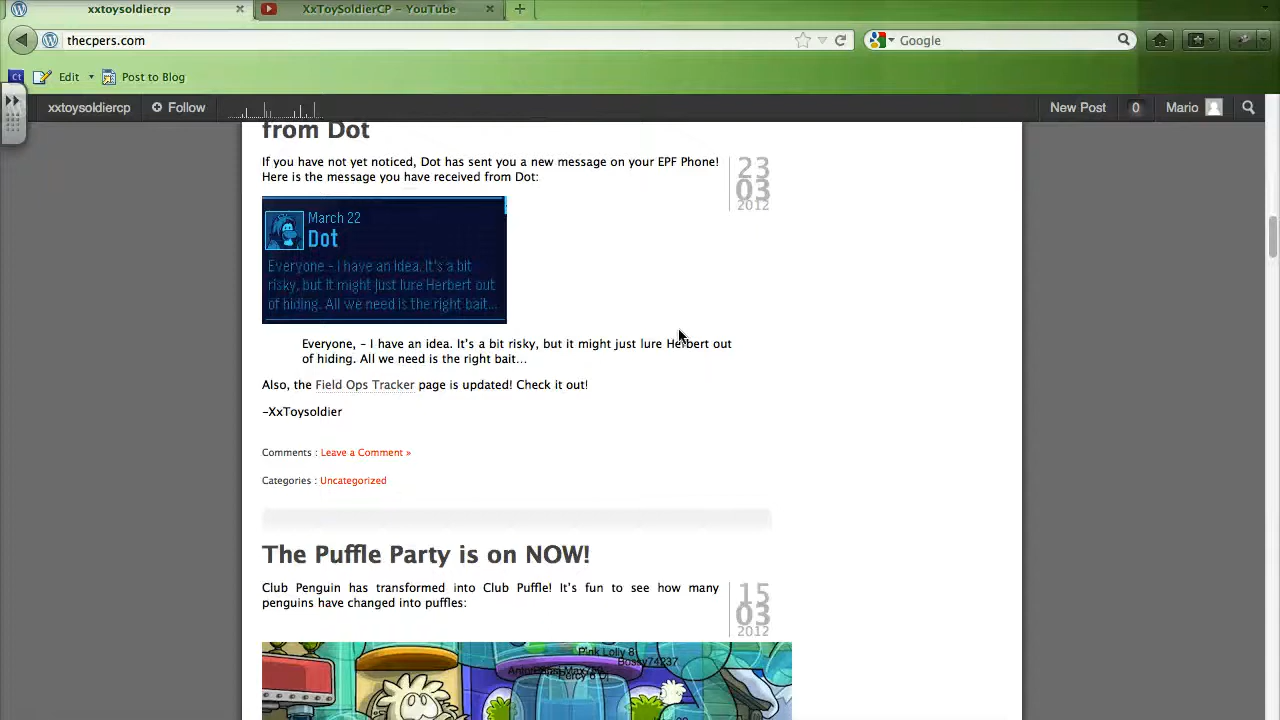 xxtoysoldiercp
XxToySoldierCP – YouTube
thecpers.com
Google
Ct
Edit
Post to Blog
xxtoysoldiercp
Follow
New Post
0
Mario
from Dot
If you have not yet noticed, Dot has sent you a new message on your EPF Phone!
Here is the message you have received from Dot:
23
03
2012
March 22
Dot
Everyone - I have an idea. It's a bit
risky, but it might just lure Herbert out
of hiding. All we need is the right bait...
Everyone, – I have an idea. It's a bit risky, but it might just lure Herbert out
of hiding. All we need is the right bait…
Also, the Field Ops Tracker page is updated! Check it out!
–XxToysoldier
Comments : Leave a Comment »
Categories : Uncategorized
The Puffle Party is on NOW!
Club Penguin has transformed into Club Puffle! It's fun to see how many
penguins have changed into puffles:
15
03
2012
Pink Lolly 8
Bussy74237